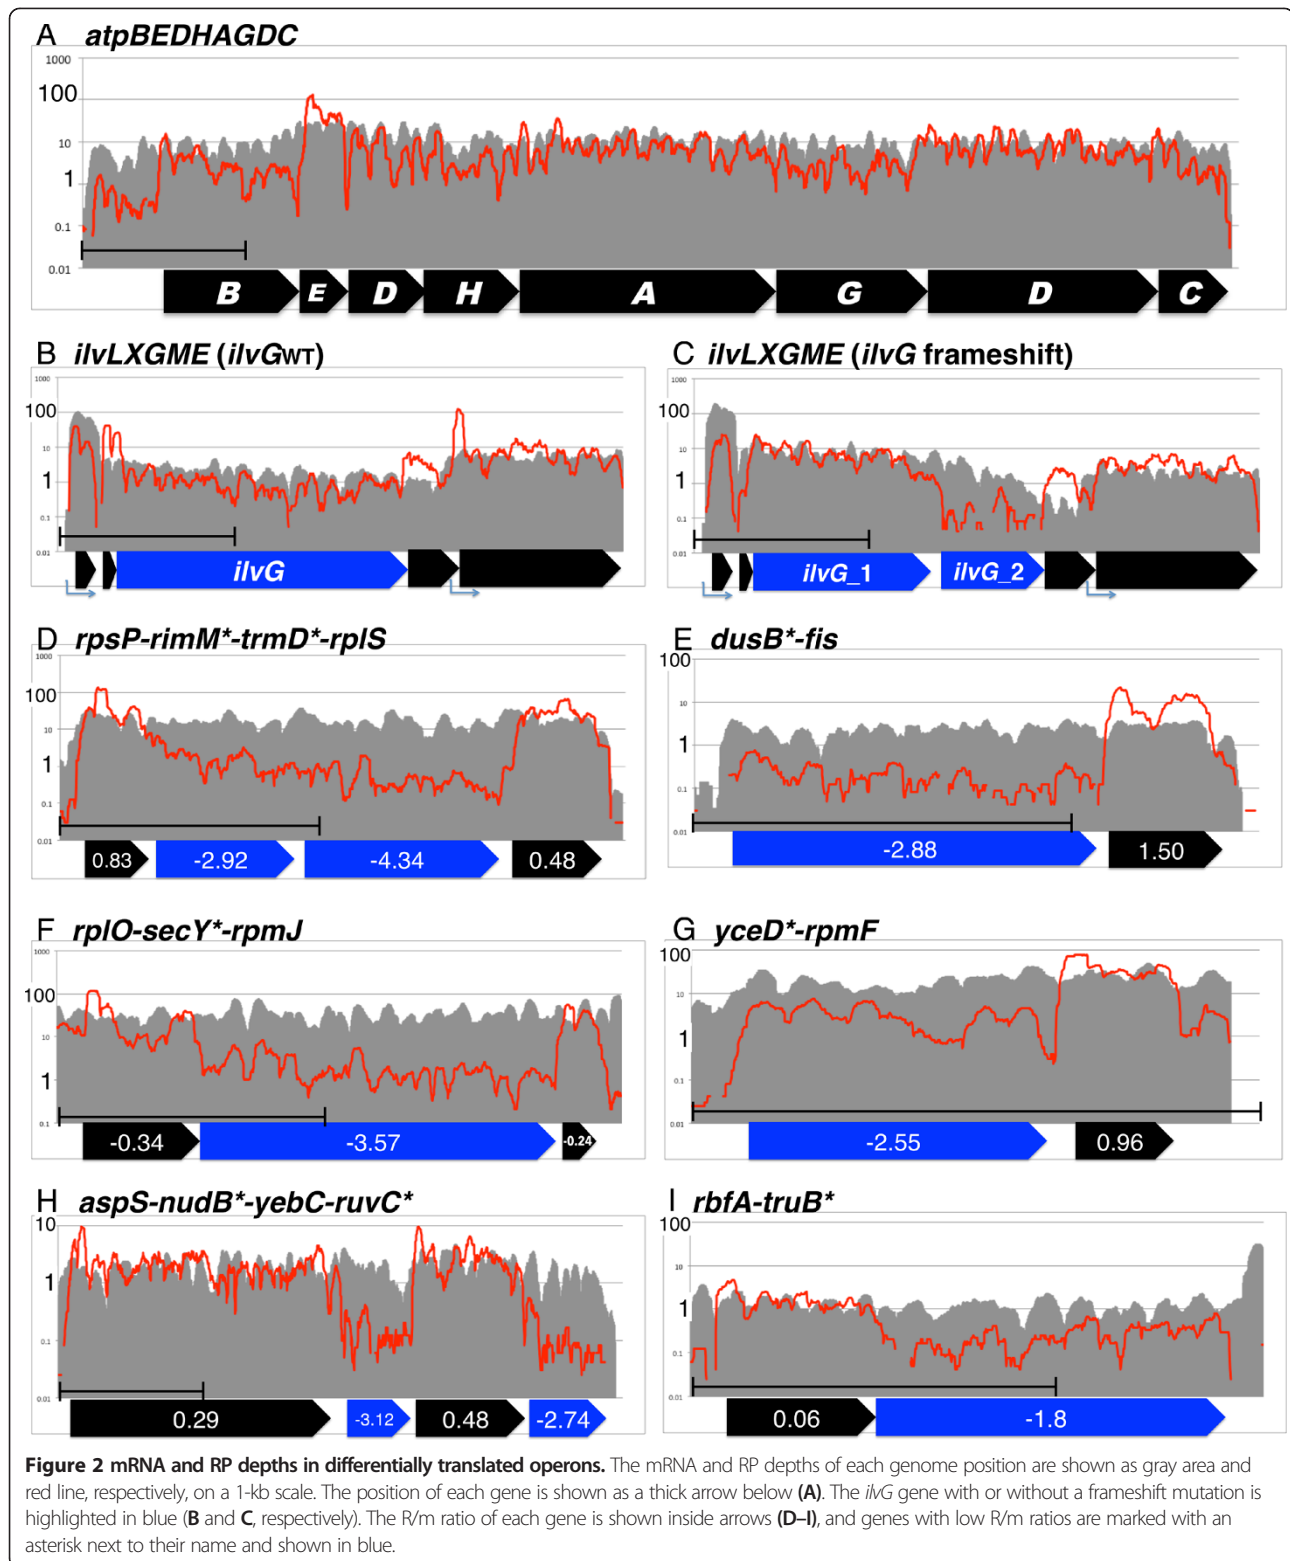 A atpBEDHAGDC
1000
100
10
1
0.1
0.01
B E D H A G D C
B ilvLXGME (ilvGWT)
1000
100
10
1
0.1
0.01
ilvG
C ilvLXGME (ilvG frameshift)
1000
100
10
1
0.1
0.01
ilvG_1 ilvG_2
D rpsP-rimM*-trmD*-rplS
1000
100
10
1
0.1
0.01
0.83 -2.92 -4.34 0.48
E dusB*-fis
100
10
1
0.1
0.01
-2.88 1.50
F rplO-secY*-rpmJ
1000
100
10
1
0.1
-0.34 -3.57 -0.24
G yceD*-rpmF
100
10
1
0.1
0.01
-2.55 0.96
H aspS-nudB*-yebC-ruvC*
10
1
0.1
0.01
0.29 -3.12 0.48 -2.74
I rbfA-truB*
100
10
1
0.1
0.01
0.06 -1.8
Figure 2 mRNA and RP depths in differentially translated operons. The mRNA and RP depths of each genome position are shown as gray area and
red line, respectively, on a 1-kb scale. The position of each gene is shown as a thick arrow below (A). The ilvG gene with or without a frameshift mutation is
highlighted in blue (B and C, respectively). The R/m ratio of each gene is shown inside arrows (D–I), and genes with low R/m ratios are marked with an
asterisk next to their name and shown in blue.